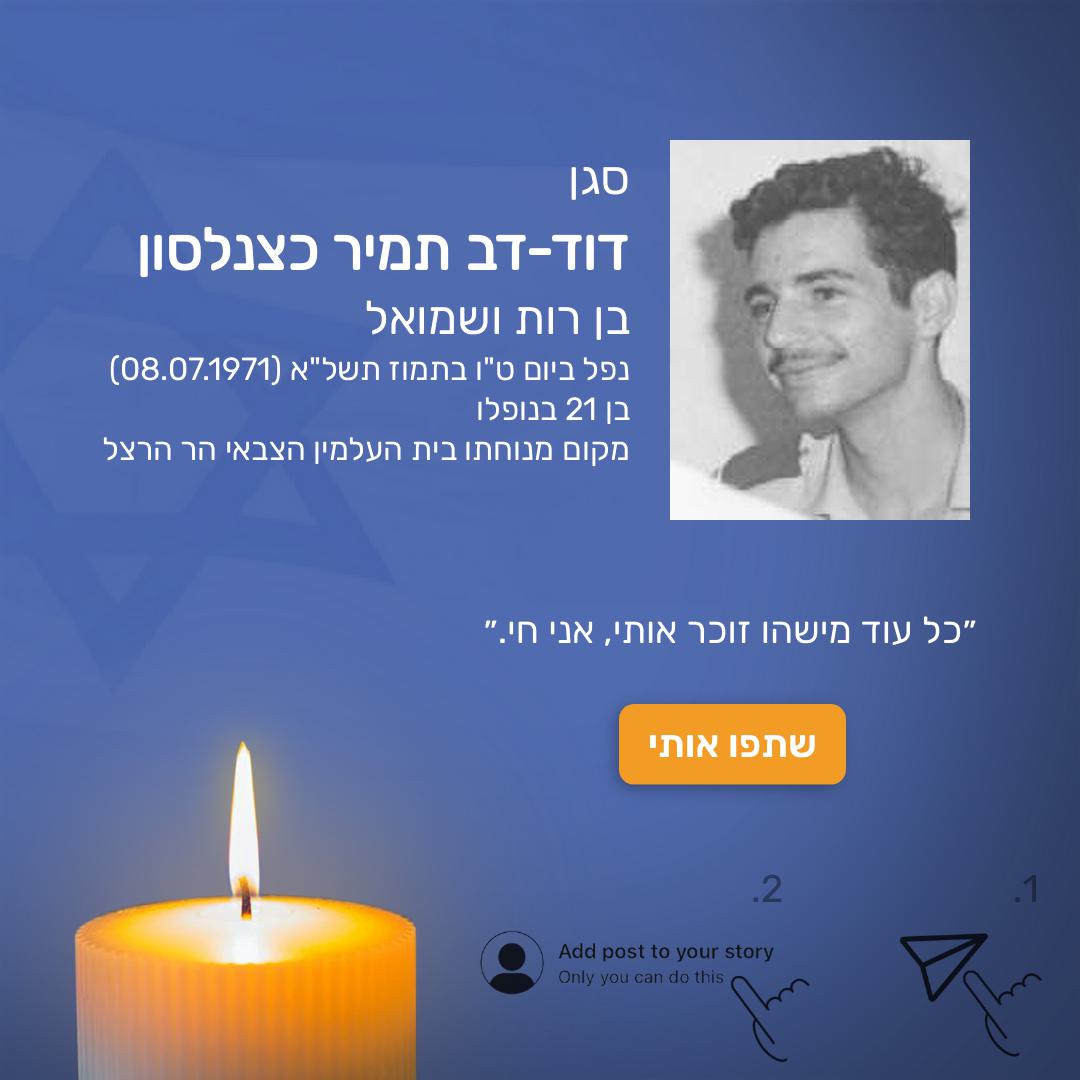 סגן
דוד-דב תמיר כצנלסון
בן רות ושמואל
נפל ביום ט"ו בתמוז תשל"א (08.07.1971)
בן 21 בנופלו
מקום מנוחתו בית העלמין הצבאי הר הרצל
״כל עוד מישהו זוכר אותי, אני חי.״
שתפו אותי
1.
2.
Add post to your story
Only you can do this